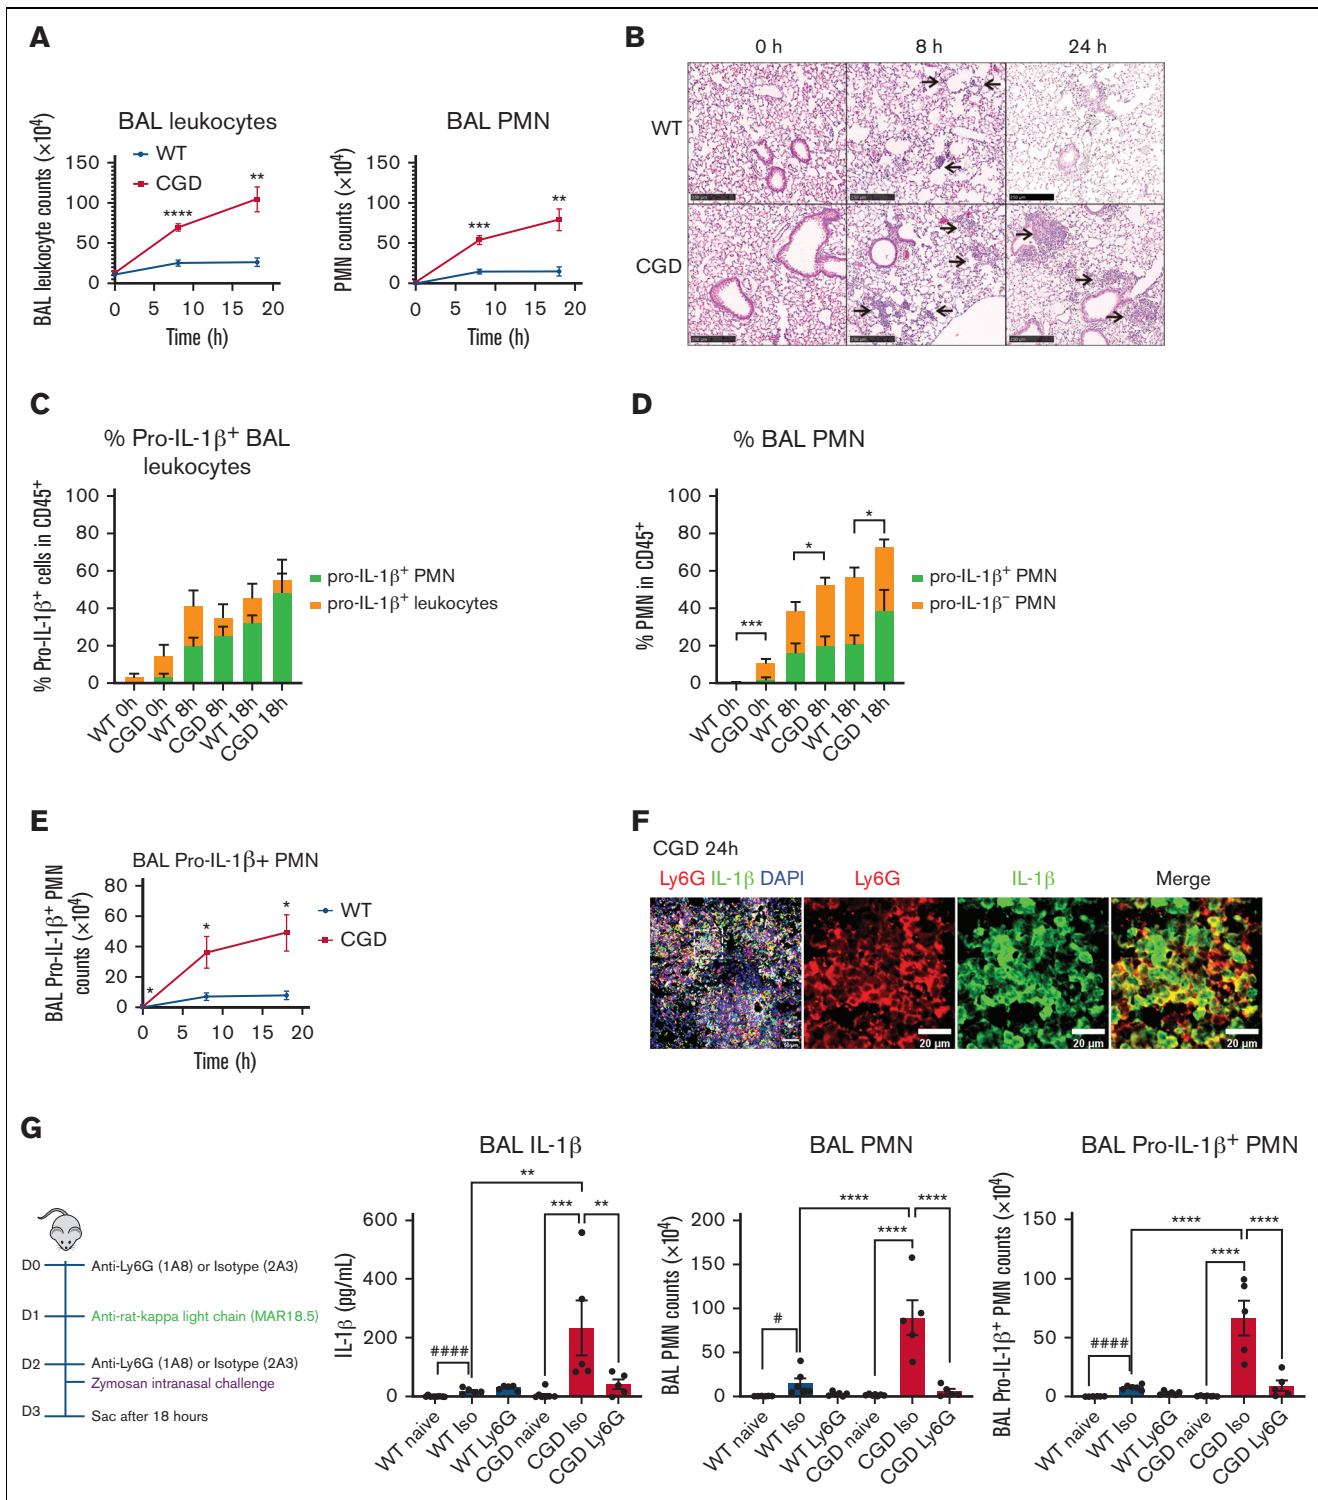 A
BAL leukocytes
BAL leukocyte counts (×10⁴)
150
100
50
0
WT
CGD
****
**
0 5 10 15 20
Time (h)
BAL PMN
PMN counts (×10⁴)
150
100
50
0
***
**
0 5 10 15 20
Time (h)
B
0 h 8 h 24 h
WT
CGD
C
% Pro-IL-1β⁺ BAL
leukocytes
% Pro-IL-1β⁺ cells in CD45⁺
100
80
60
40
20
0
pro-IL-1β⁺ PMN
pro-IL-1β⁺ leukocytes
WT 0h
CGD 0h
WT 8h
CGD 8h
WT 18h
CGD 18h
D
% BAL PMN
% PMN in CD45⁺
100
80
60
40
20
0
***
*
*
pro-IL-1β⁺ PMN
pro-IL-1β⁻ PMN
WT 0h
CGD 0h
WT 8h
CGD 8h
WT 18h
CGD 18h
E
BAL Pro-IL-1β+ PMN
BAL Pro-IL-1β⁺ PMN
counts (×10⁴)
80
60
40
20
0
*
*
*
WT
CGD
0 5 10 15 20
Time (h)
F
CGD 24h
Ly6G IL-1β DAPI
Ly6G
IL-1β
Merge
20 μm
20 μm
20 μm
G
D0 Anti-Ly6G (1A8) or Isotype (2A3)
D1 Anti-rat-kappa light chain (MAR18.5)
D2 Anti-Ly6G (1A8) or Isotype (2A3)
Zymosan intranasal challenge
D3 Sac after 18 hours
BAL IL-1β
IL-1β (pg/mL)
600
400
200
0
**
***
**
####
WT naive
WT Iso
WT Ly6G
CGD naive
CGD Iso
CGD Ly6G
BAL PMN
BAL PMN counts (×10⁴)
200
150
100
50
0
****
****
****
#
WT naive
WT Iso
WT Ly6G
CGD naive
CGD Iso
CGD Ly6G
BAL Pro-IL-1β⁺ PMN
BAL Pro-IL-1β⁺ PMN counts (×10⁴)
150
100
50
0
****
****
****
####
WT naive
WT Iso
WT Ly6G
CGD naive
CGD Iso
CGD Ly6G